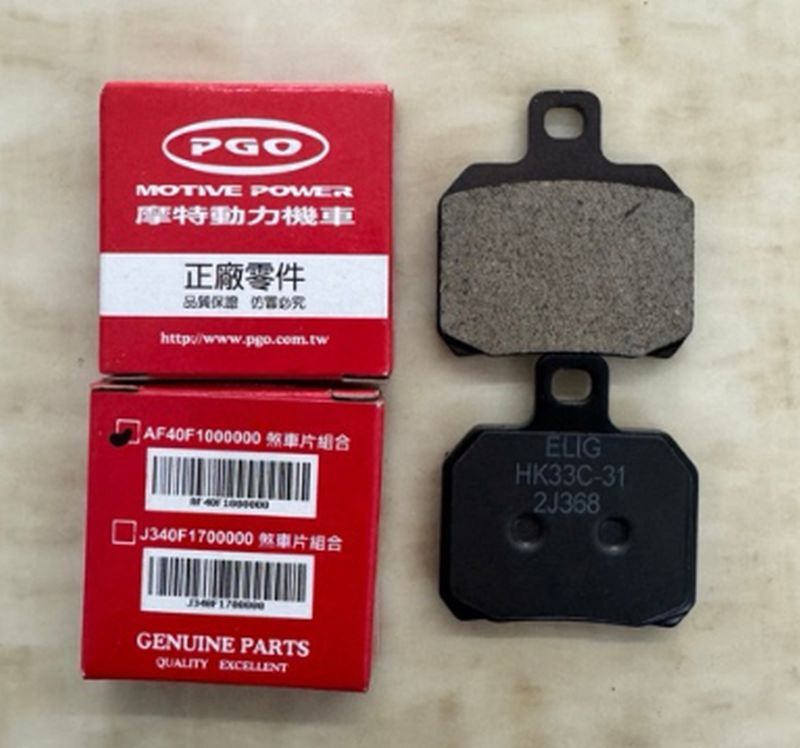 PGO
MOTIVE POWER
摩特動力機車
正廠零件
品質保證 仿冒必究
http://www.pgo.com.tw
AF40F1000000 煞車片組合
AF40F1000000
J340F1700000 煞車片組合
J340F1700000
GENUINE PARTS
QUALITY EXCELLENT
ELIG
HK33C-31
2J368